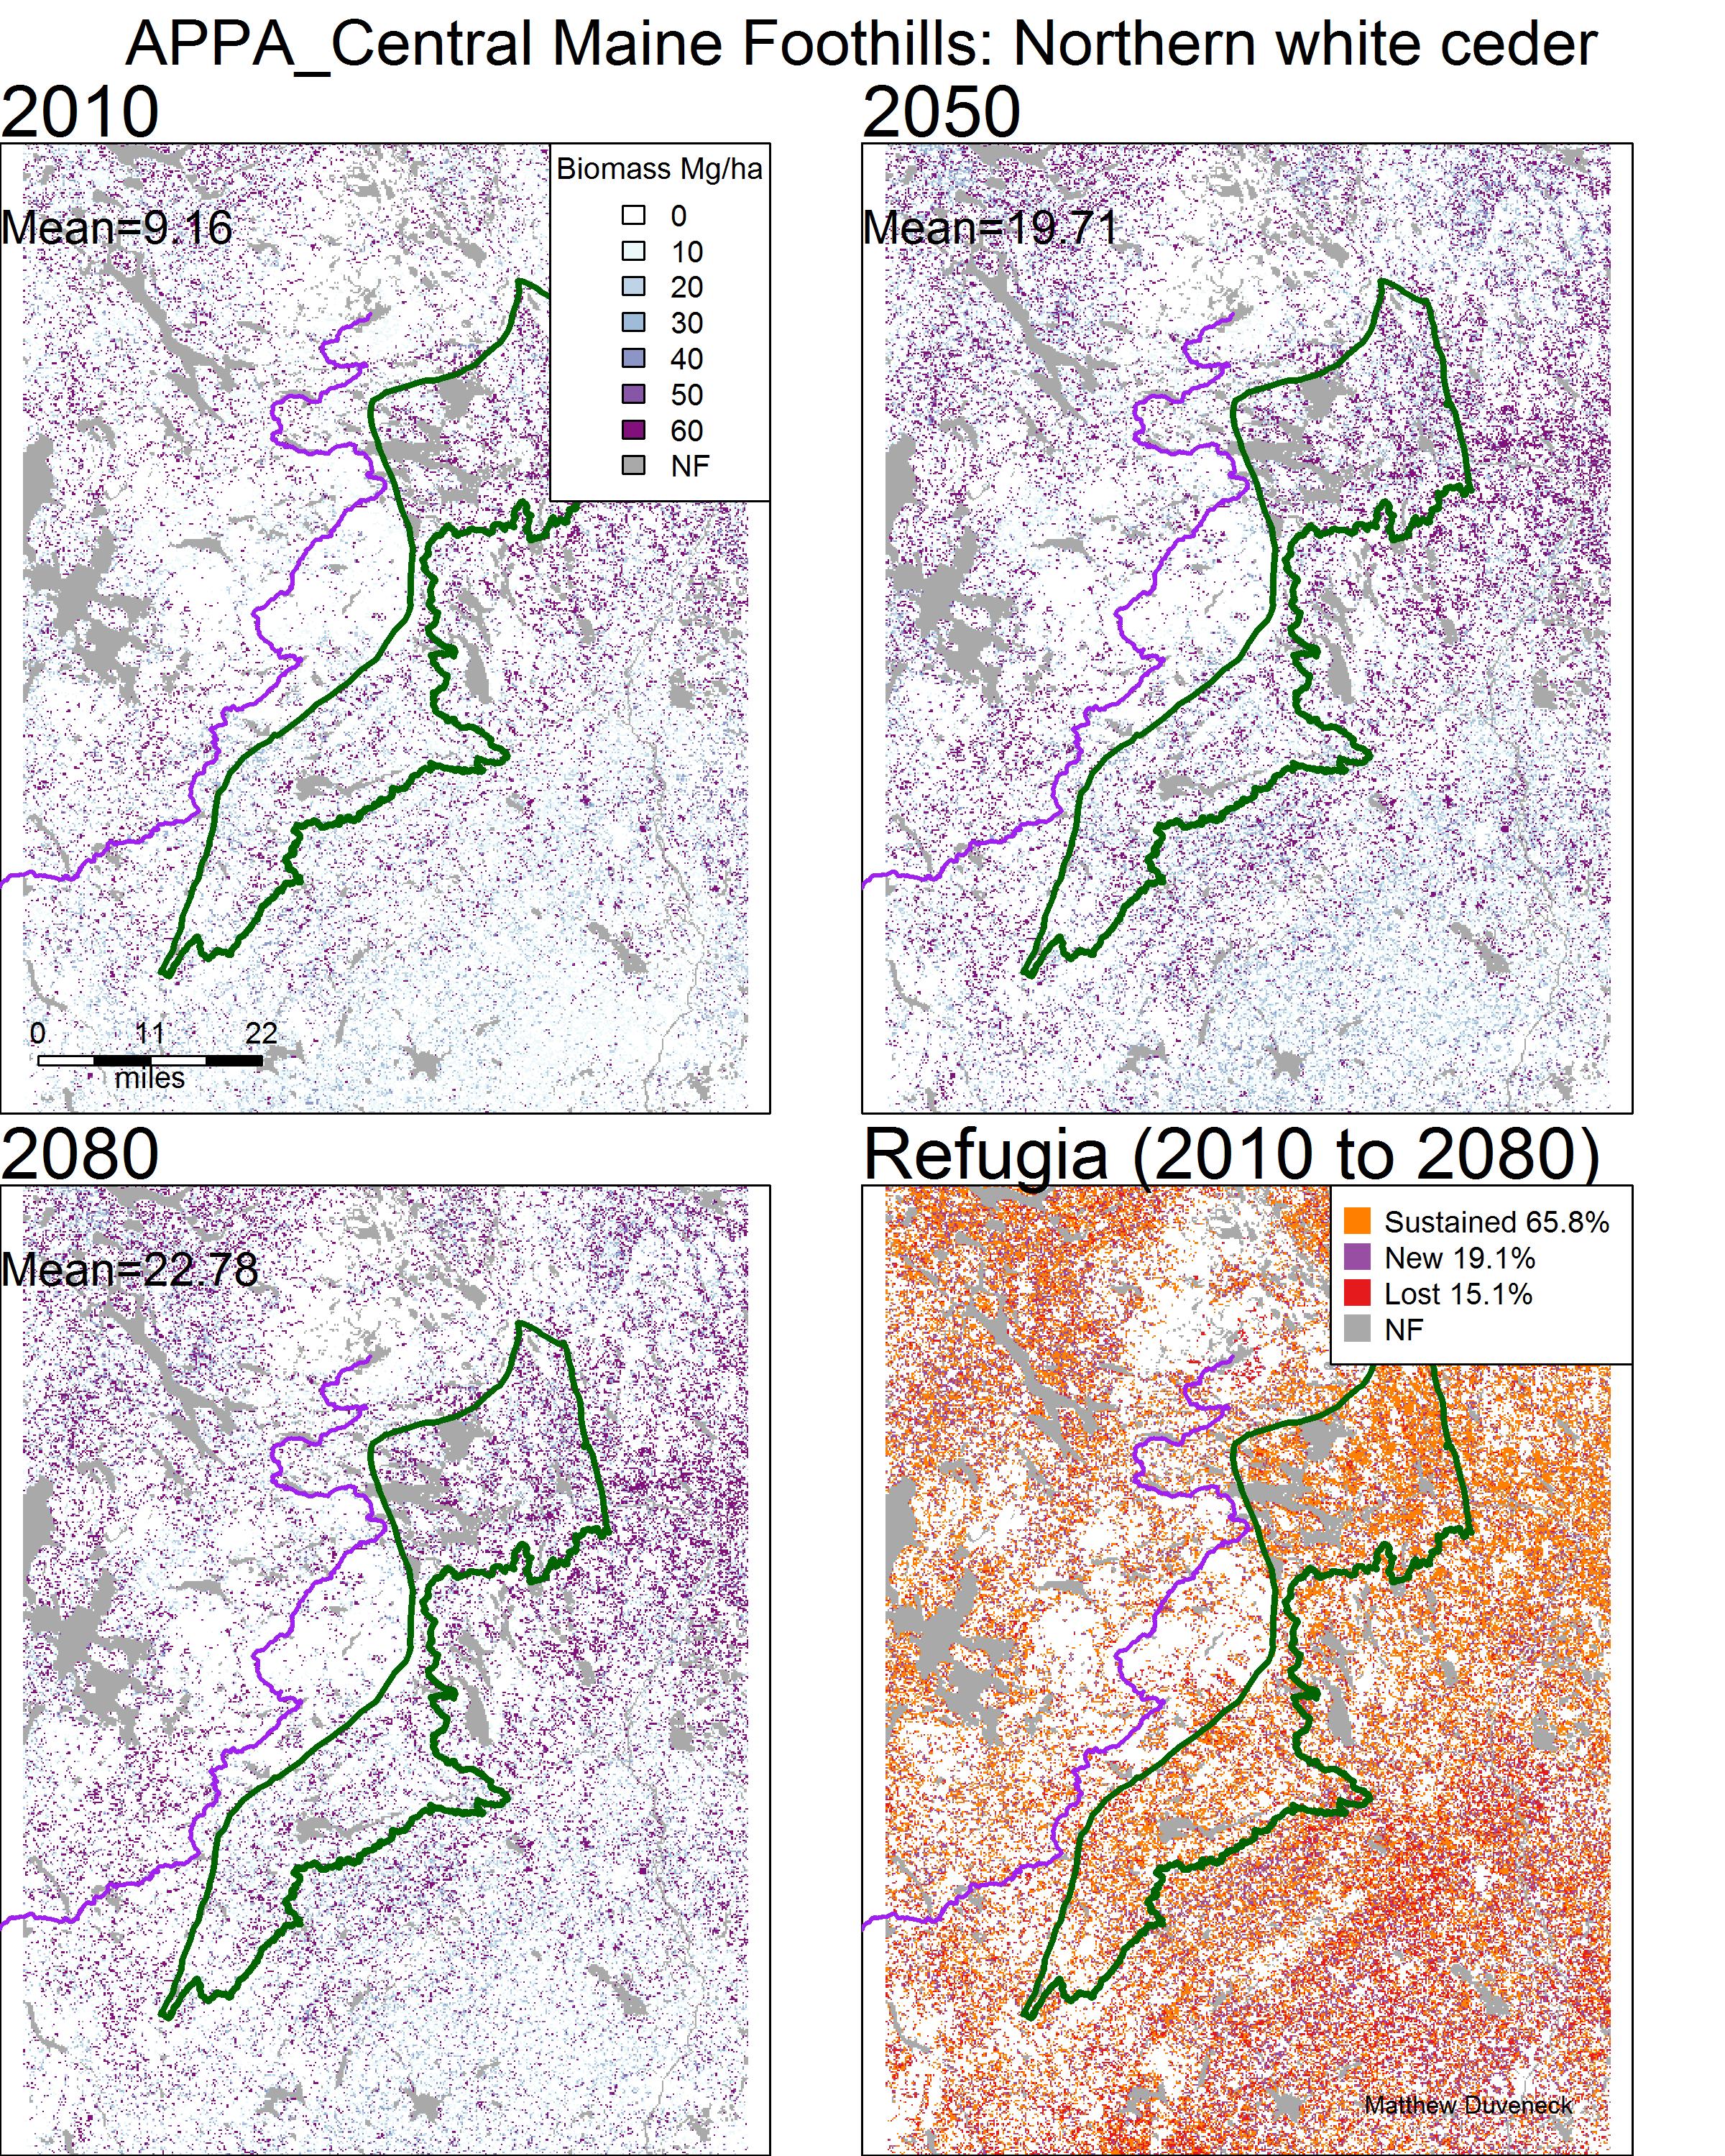 APPA_Central Maine Foothills: Northern white ceder
2010
2050
Biomass Mg/ha
0
10
20
30
40
50
60
NF
Mean=9.16
Mean=19.71
0 11 22
miles
2080
Refugia (2010 to 2080)
Mean=22.78
Sustained 65.8%
New 19.1%
Lost 15.1%
NF
Matthew Duveneck